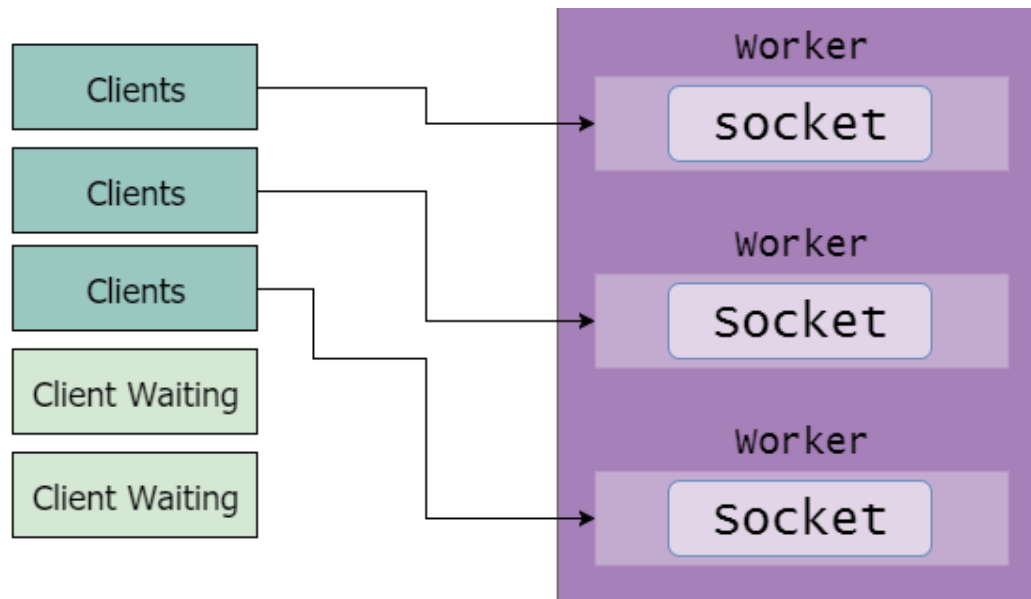 Clients
Clients
Clients
Client Waiting
Client Waiting
Worker
socket
Worker
Socket
Worker
Socket